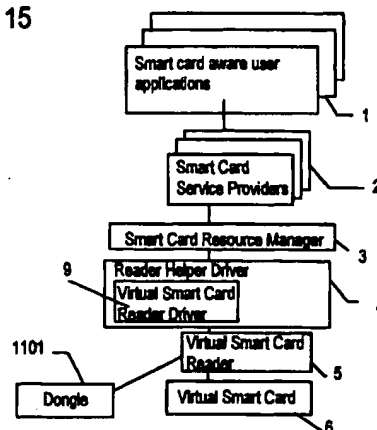 15
Smart card aware user
applications
1
Smart Card
Service Providers
2
Smart Card Resource Manager
3
Reader Helper Driver
9
Virtual Smart Card
Reader Driver
1101
Virtual Smart Card
Reader
5
Dongle
Virtual Smart Card
6